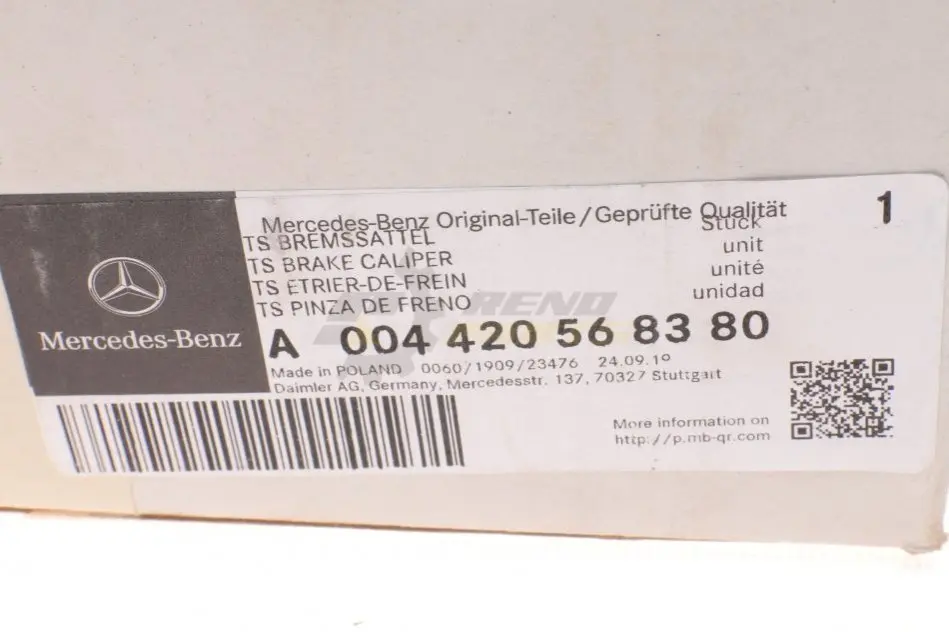 Mercedes-Benz Original-Teile/Geprüfte Qualität 1
TS BREMSSATTEL Stück
TS BRAKE CALIPER unit
TS ETRIER-DE-FREIN unité
TS PINZA DE FRENO unidad
RENO
Mercedes-Benz
A 004 420 56 83 80
Made in POLAND 0060/1909/23476 24.09.19
Daimler AG, Germany, Mercedesstr. 137, 70327 Stuttgart
More information on
http://p.mb-qr.com